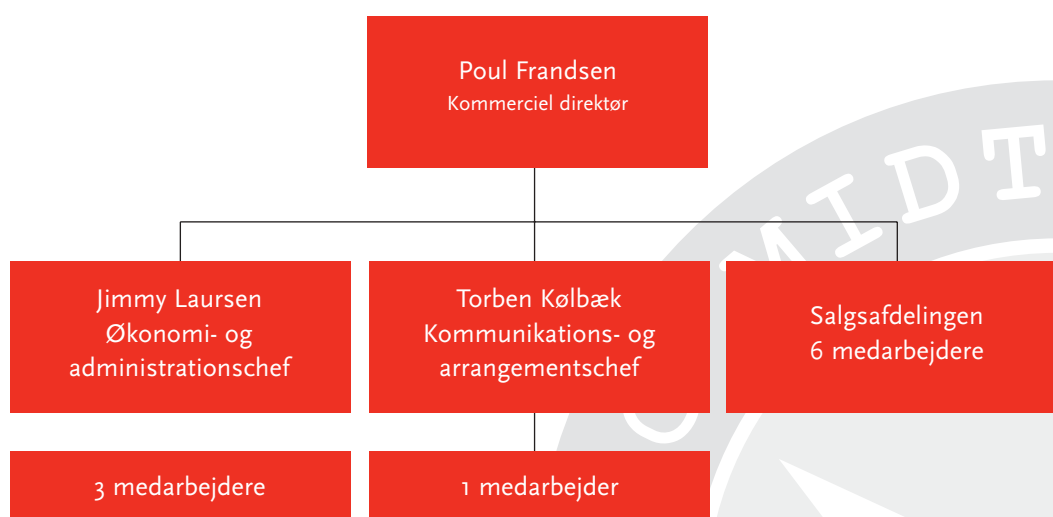 Poul Frandsen
Kommerciel direktør
MIDT
Jimmy Laursen
Økonomi- og
administrationschef
Torben Kølbæk
Kommunikations- og
arrangementschef
Salgsafdelingen
6 medarbejdere
3 medarbejdere
1 medarbejder